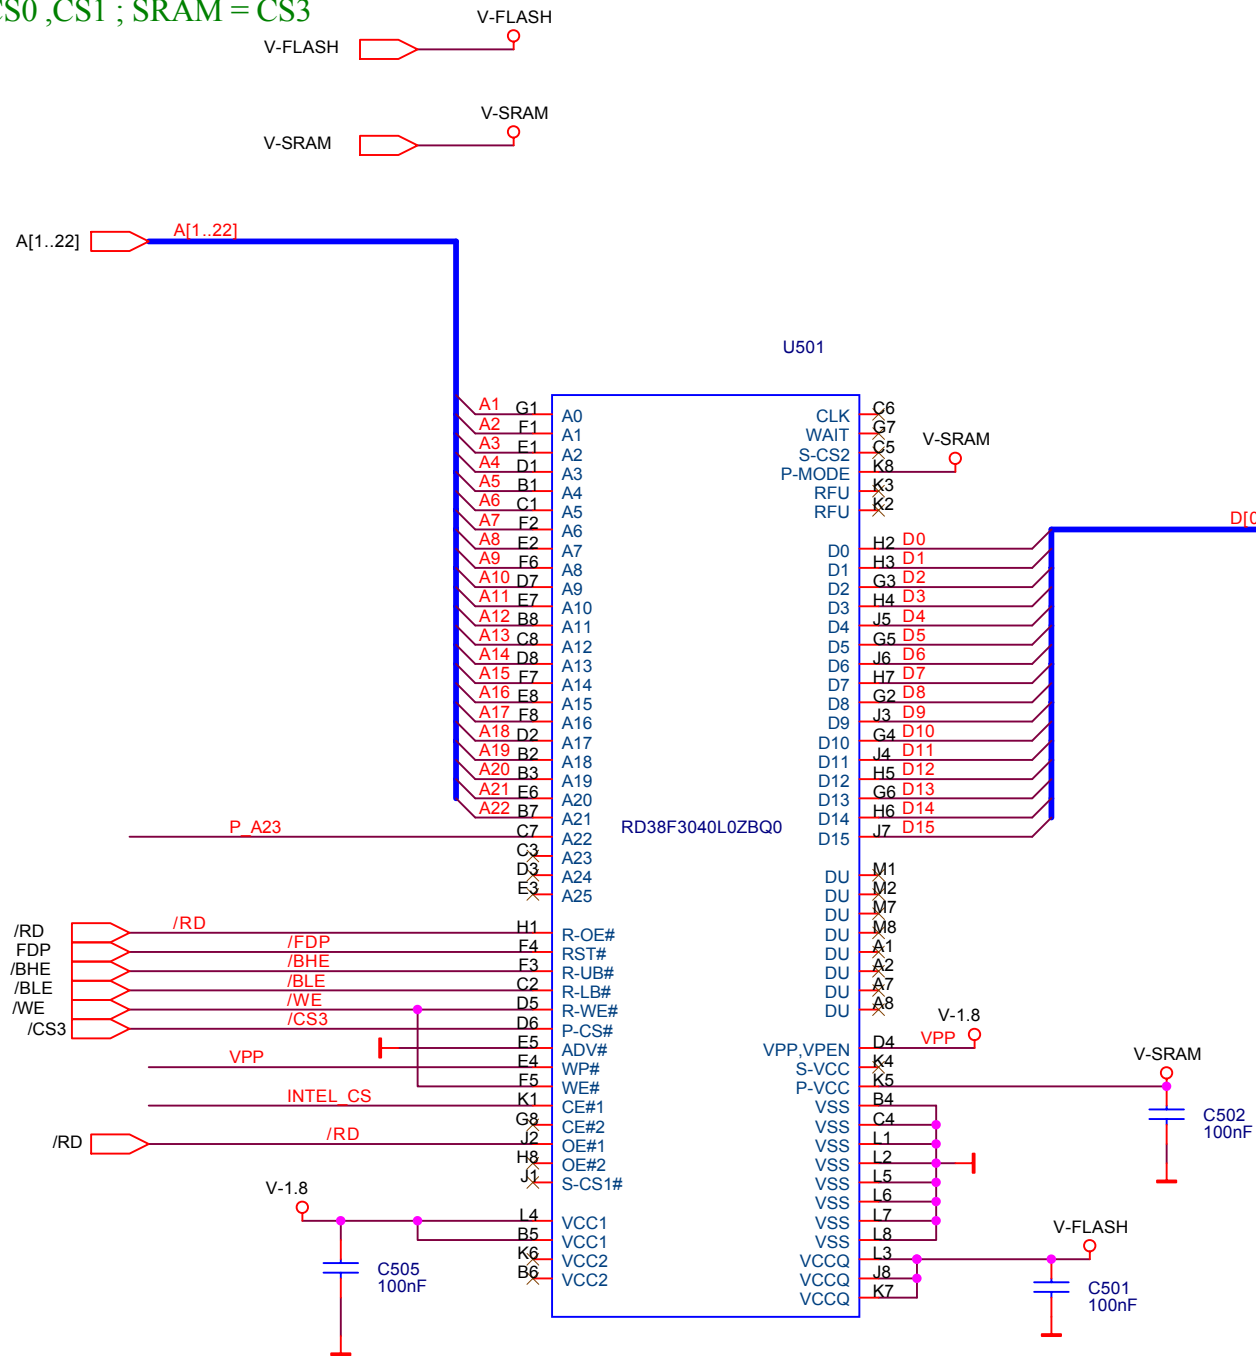 CS0 ,CS1 ; SRAM = CS3
V-FLASH
V-FLASH
V-SRAM
V-SRAM
A[1..22] A[1..22]
U501
A1 G1 A0 CLK C6
A2 F1 A1 WAIT G7
A3 E1 A2 S-CS2 C5 V-SRAM
A4 D1 A3 P-MODE K8
A5 B1 A4 RFU K3
A6 C1 A5 RFU K2
A7 F2 A6 D[0
A8 E2 A7 D0 H2 D0
A9 F6 A8 D1 H3 D1
A10 D7 A9 D2 G3 D2
A11 E7 A10 D3 H4 D3
A12 B8 A11 D4 J5 D4
A13 C8 A12 D5 G5 D5
A14 D8 A13 D6 J6 D6
A15 F7 A14 D7 H7 D7
A16 E8 A15 D8 G2 D8
A17 F8 A16 D9 J3 D9
A18 D2 A17 D10 G4 D10
A19 B2 A18 D11 J4 D11
A20 B3 A19 D12 H5 D12
A21 E6 A20 D13 G6 D13
A22 B7 A21 D14 H6 D14
P_A23 C7 A22 RD38F3040L0ZBQ0 D15 J7 D15
C3 A23
D3 A24 DU M1
E3 A25 DU M2
DU M7
/RD /RD H1 R-OE# DU M8
FDP /FDP F4 RST# DU A1
/BHE /BHE F3 R-UB# DU A2
/BLE /BLE C2 R-LB# DU A7
/WE /WE D5 R-WE# DU A8
/CS3 /CS3 D6 P-CS# V-1.8
E5 ADV# VPP,VPEN D4 VPP
VPP E4 WP# S-VCC K4 V-SRAM
F5 WE# P-VCC K5
INTEL_CS K1 CE#1 VSS B4
G8 CE#2 VSS C4 C502
/RD /RD J2 OE#1 VSS L1 100nF
H8 OE#2 VSS L2
J1 S-CS1# VSS L5
V-1.8 VSS L6
L4 VCC1 VSS L7 V-FLASH
B5 VCC1 VSS L8
K6 VCC2 VCCQ L3
C505 B6 VCC2 VCCQ J8 C501
100nF VCCQ K7 100nF